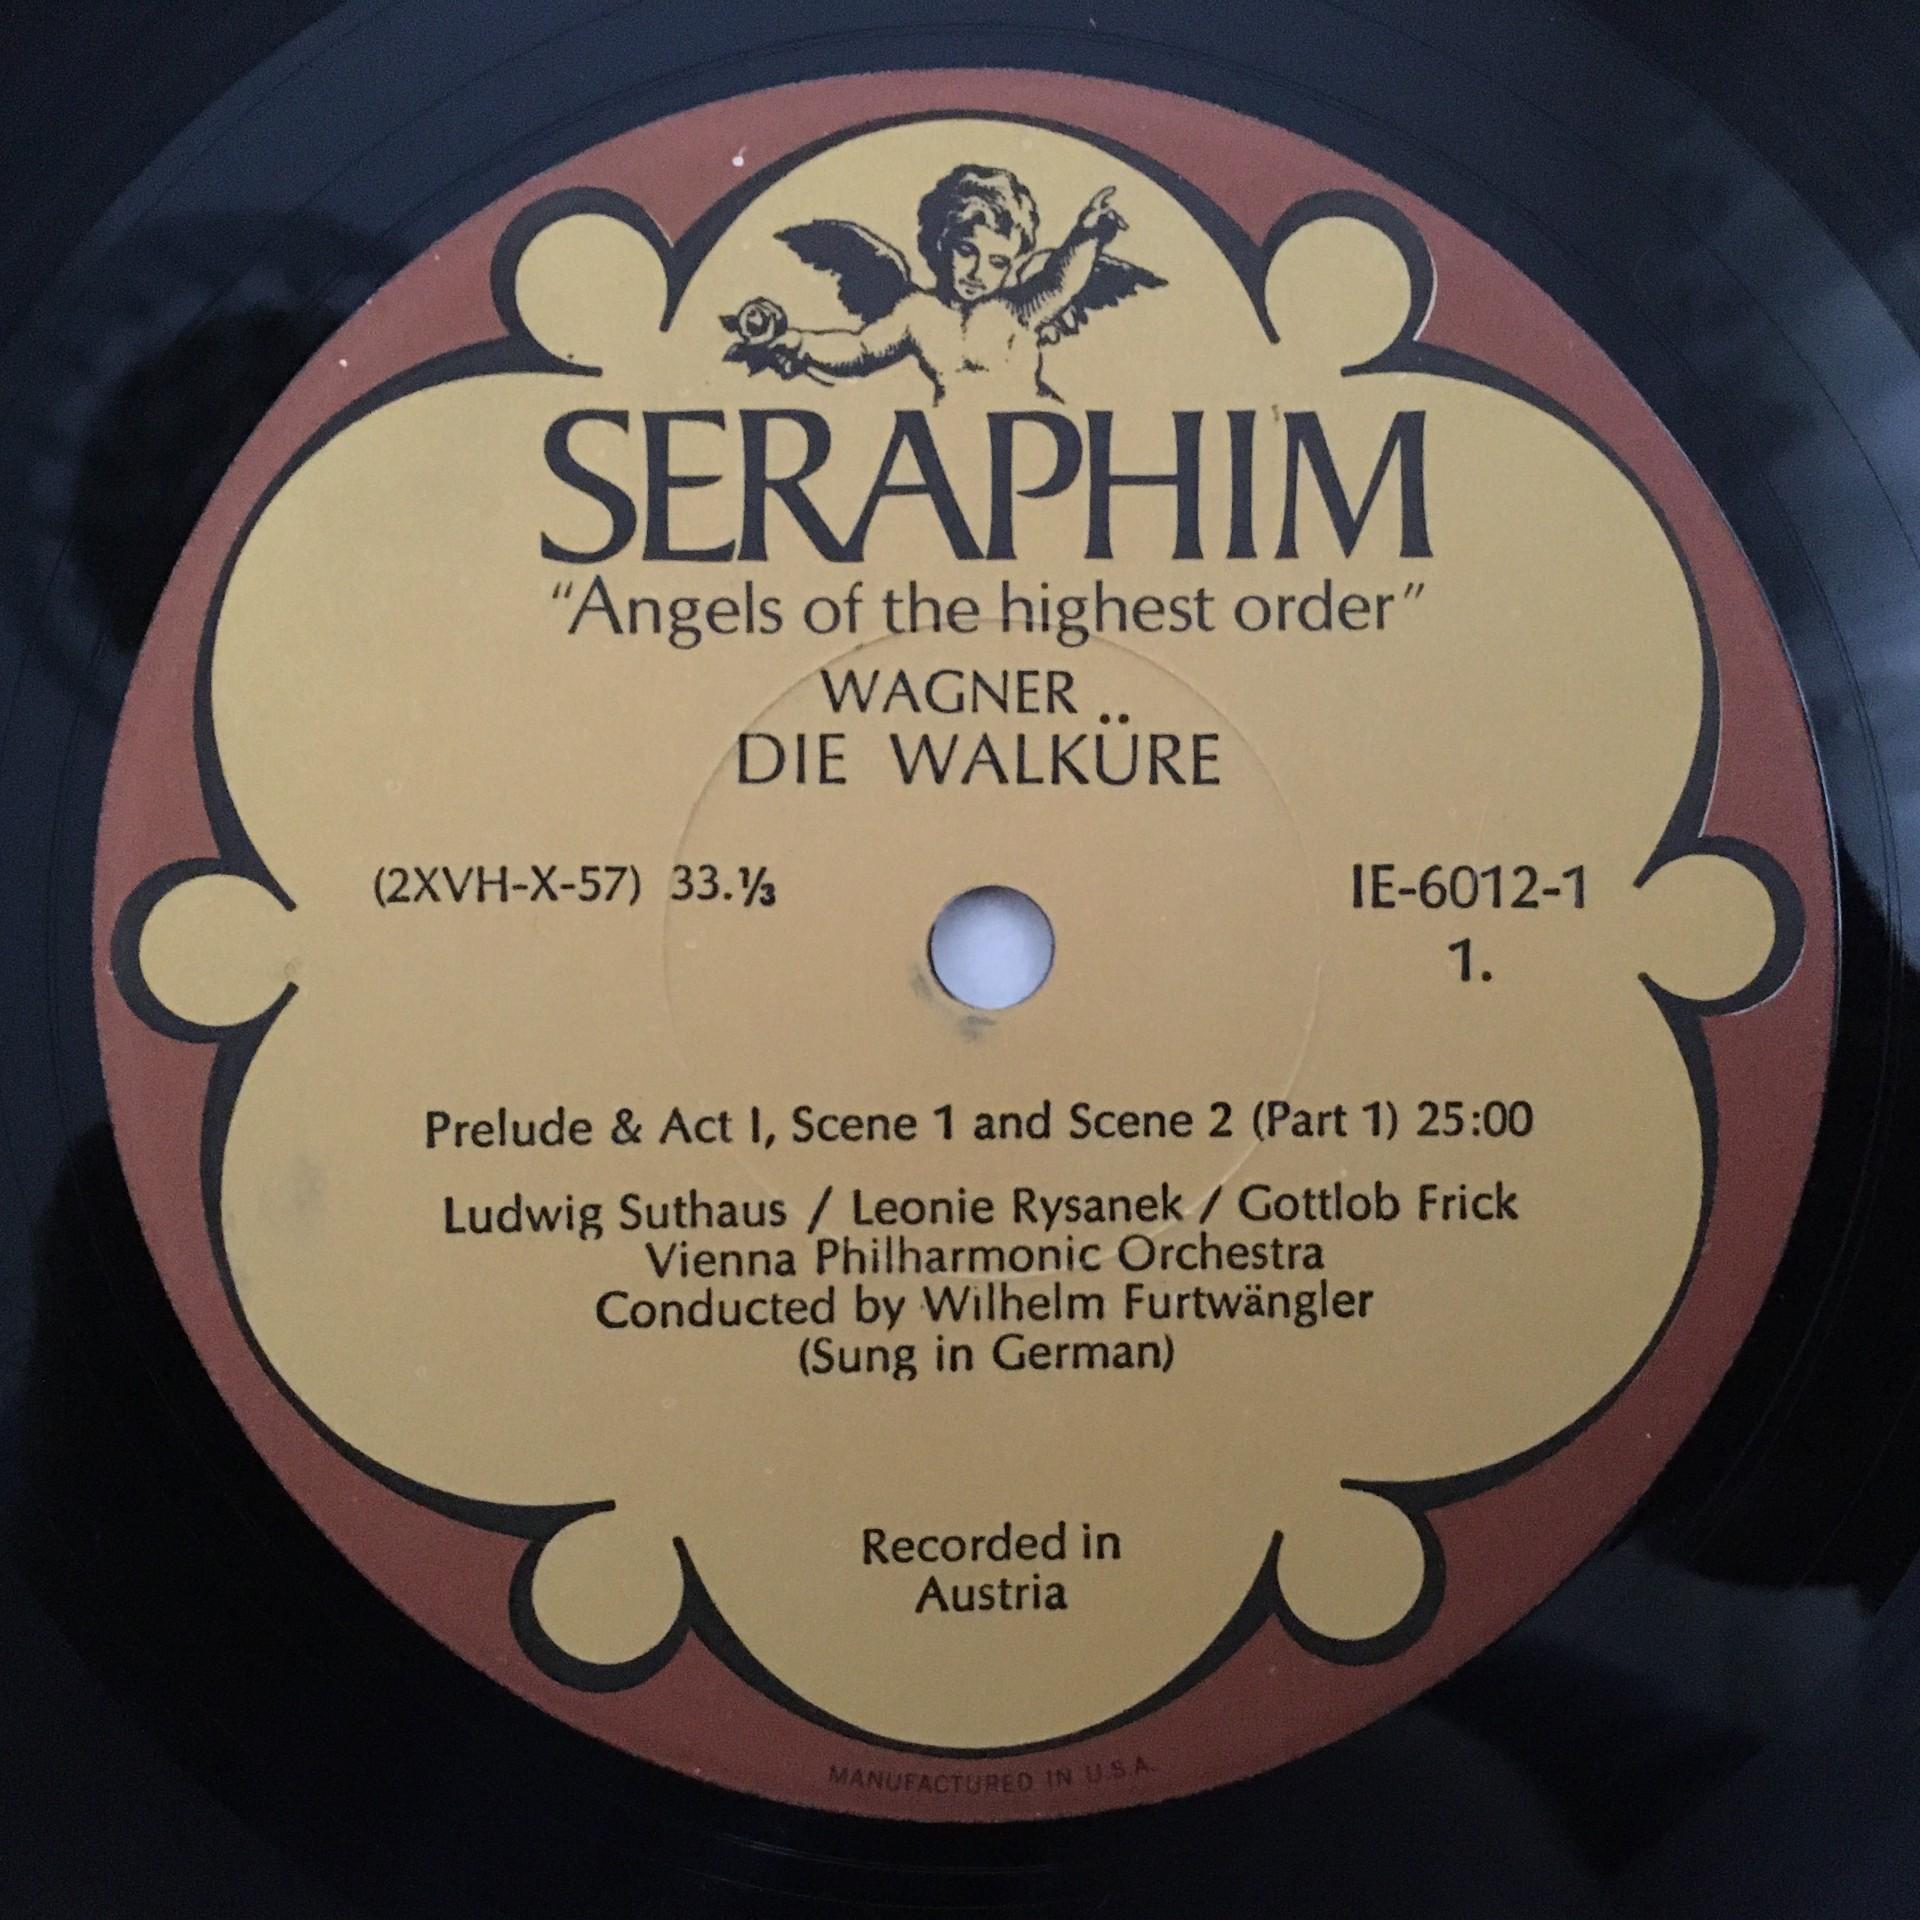 SERAPHIM
"Angels of the highest order"
WAGNER
DIE WALKÜRE
(2XVH-X-57) 33.⅓
IE-6012-1
1.
Prelude & Act I, Scene 1 and Scene 2 (Part 1) 25:00
Ludwig Suthaus / Leonie Rysanek / Gottlob Frick
Vienna Philharmonic Orchestra
Conducted by Wilhelm Furtwängler
(Sung in German)
Recorded in
Austria
MANUFACTURED IN U.S.A.